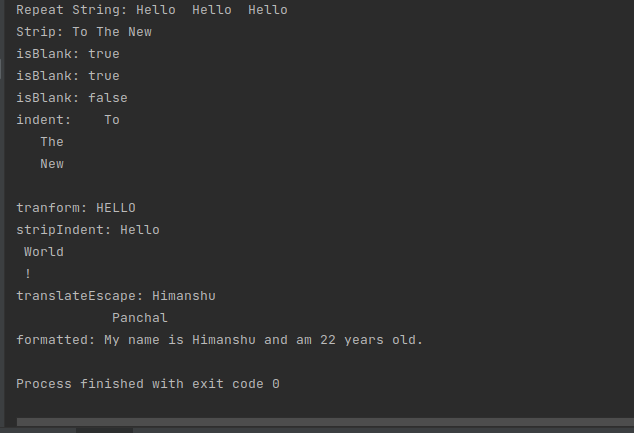 Repeat String: Hello  Hello  Hello
Strip: To The New
isBlank: true
isBlank: true
isBlank: false
indent:    To
   The
   New

tranform: HELLO
stripIndent: Hello
 World
 !
translateEscape: Himanshu
            Panchal
formatted: My name is Himanshu and am 22 years old.

Process finished with exit code 0